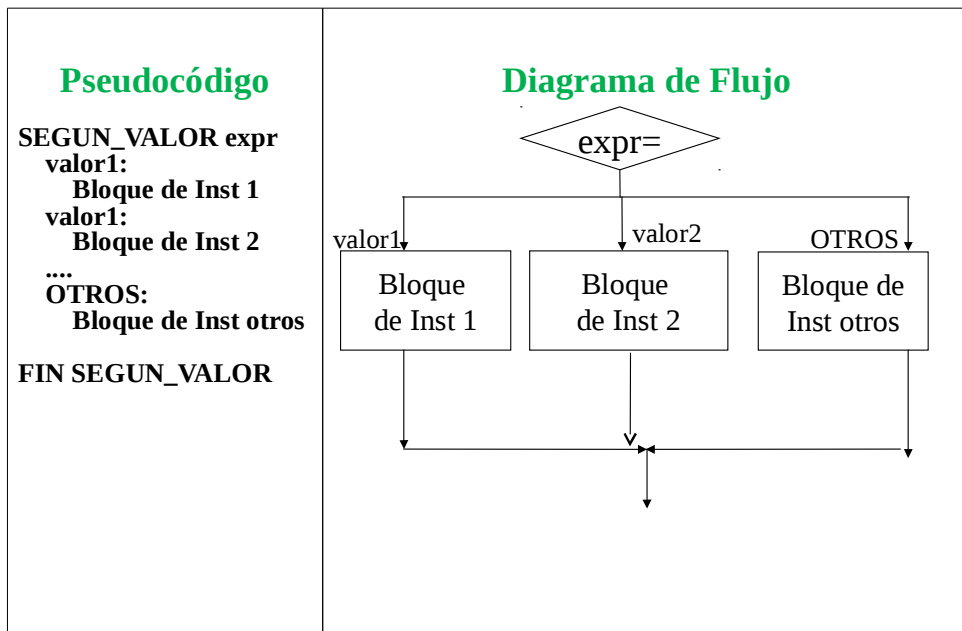 Pseudocódigo
SEGUN_VALOR expr
valor1:
Bloque de Inst 1
valor1:
Bloque de Inst 2
....
OTROS:
Bloque de Inst otros
FIN SEGUN_VALOR
Diagrama de Flujo
expr=
valor1
valor2
OTROS
Bloque
de Inst 1
Bloque
de Inst 2
Bloque de
Inst otros